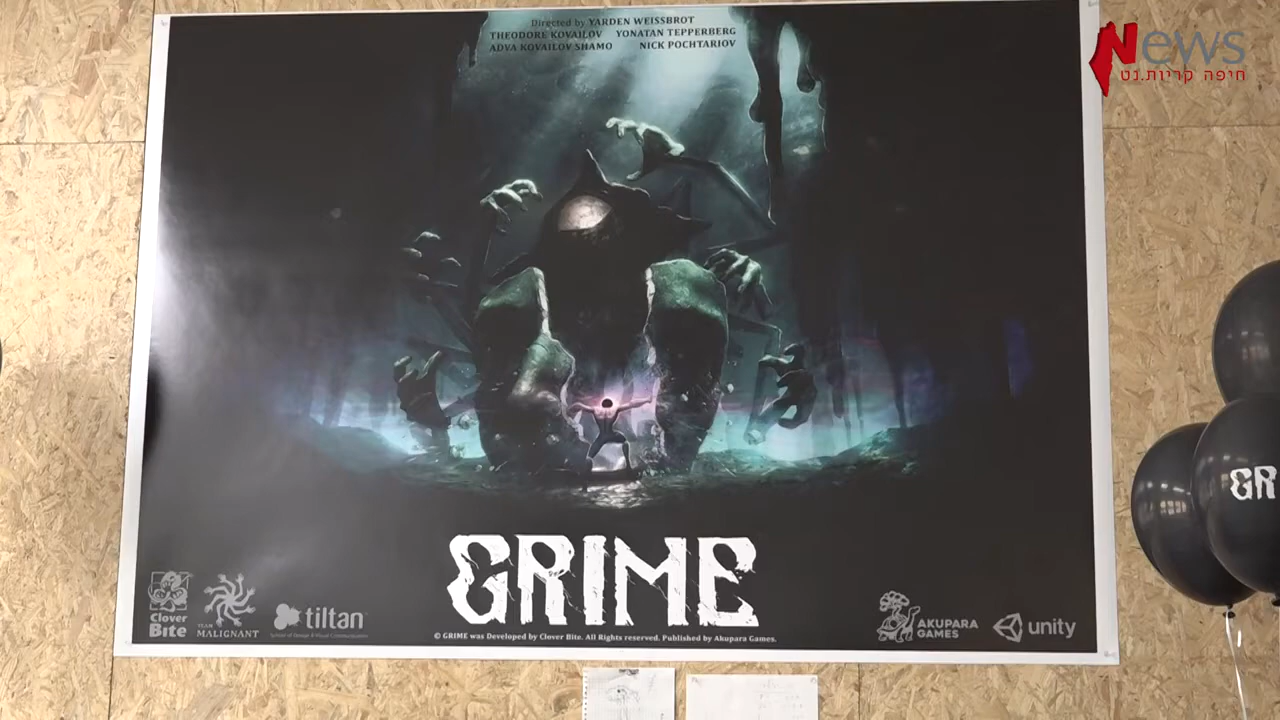 Directed by YARDEN WEISSBROT
THEODORE KOVAILOV YONATAN TEPPERBERG
ADVA KOVAILOV SHAMO NICK POCHTARIOV
News
חיפה קריות.נט
GR
GRIME
Clover
Bite
TEAM
MALIGNANT
tiltan
School of Design & Visual Communication
AKUPARA
GAMES
unity
© GRIME was Developed by Clover Bite. All Rights reserved. Published by Akupara Games.